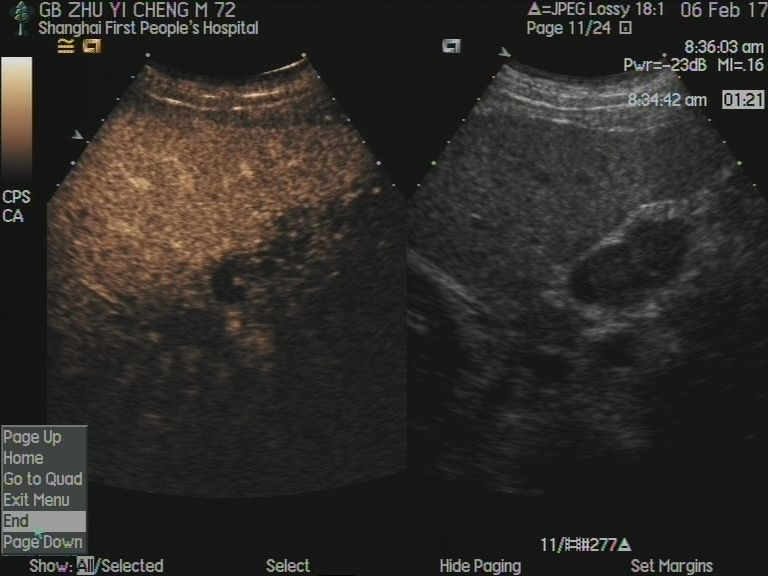 GB ZHU YI CHENG M 72
Shanghai First People's Hospital
=JPEG Lossy 18:1 06 Feb 17
Page 11/24
8:36:03 am
Pwr=-23dB MI=.16
8:34:42 am 01:21
CPS
CA
Page Up
Home
Go to Quad
Exit Menu
End
Page Down
11/ #277
Show: All/Selected Select Hide Paging Set Margins